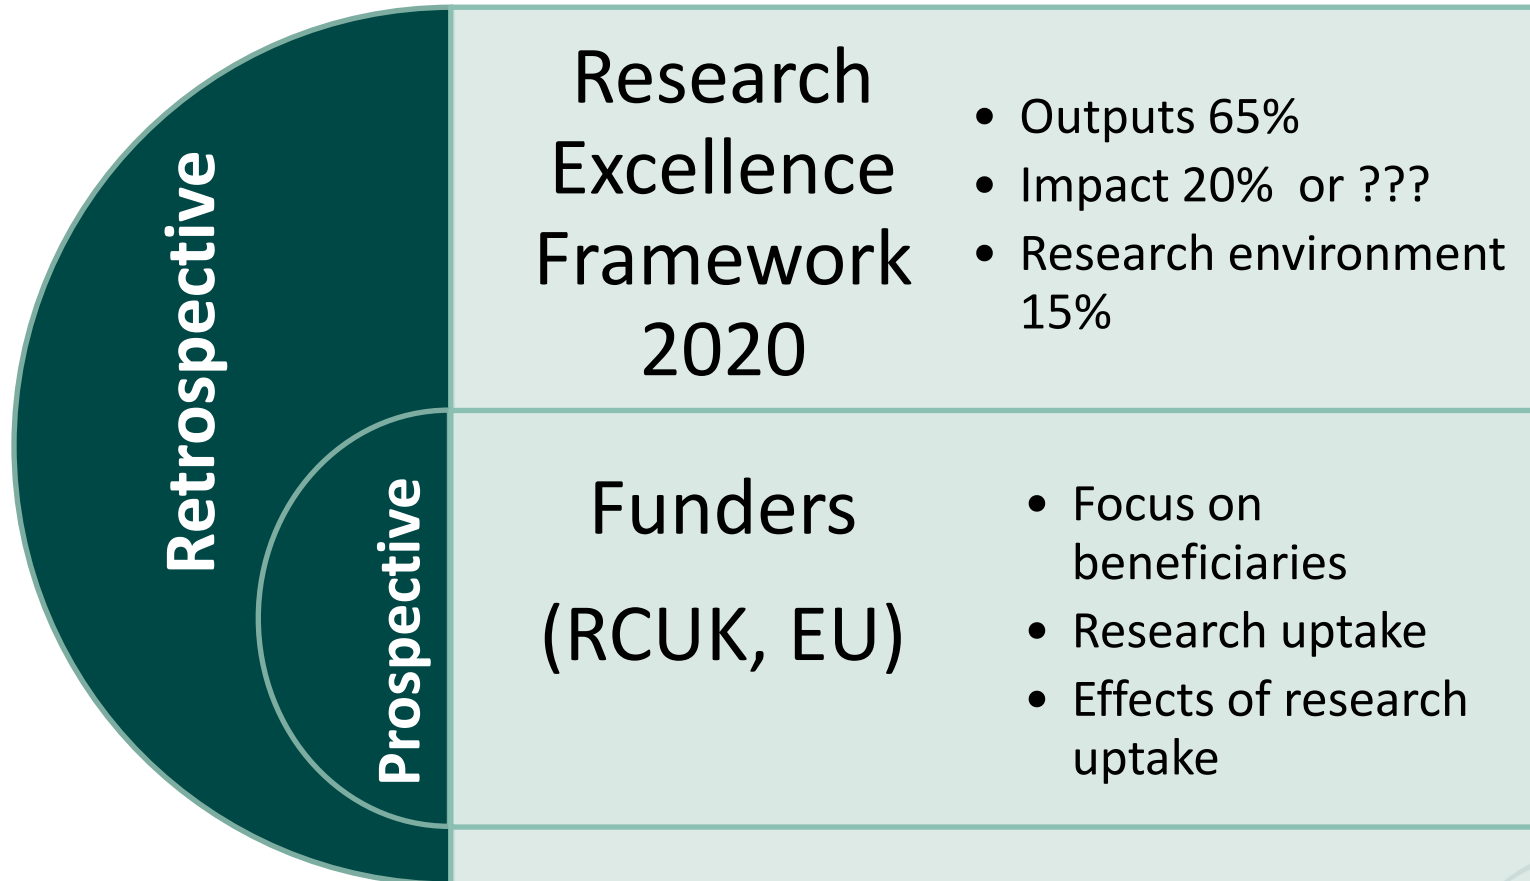 Retrospective
Research
Excellence
Framework
2020
• Outputs 65%
• Impact 20%  or ???
• Research environment
15%
Prospective
Funders
(RCUK, EU)
• Focus on
beneficiaries
• Research uptake
• Effects of research
uptake